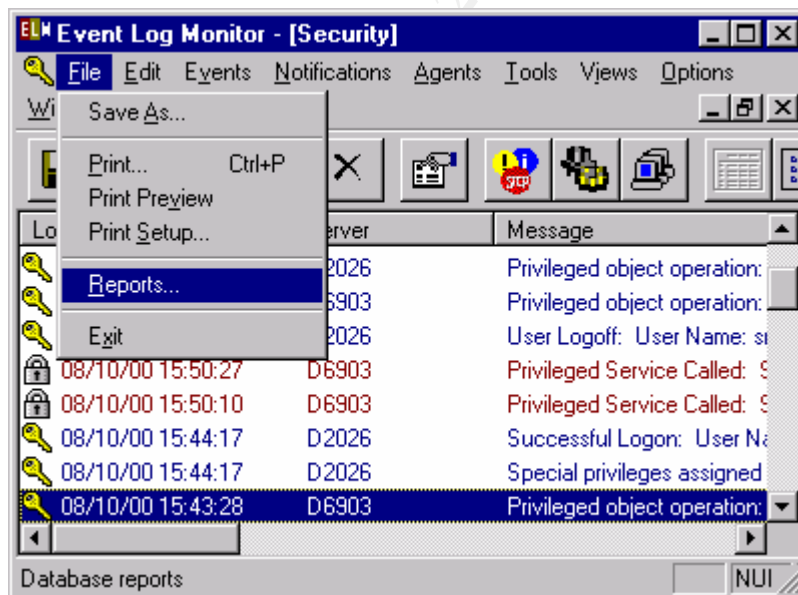 ELM Event Log Monitor - [Security]
File Edit Events Notifications Agents Tools Views Options
Save As...
Print... Ctrl+P
Print Preview
Print Setup...
Reports...
Exit
STOP
Message
2026 Privileged object operation:
6903 Privileged object operation:
2026 User Logoff: User Name:
08/10/00 15:50:27 D6903 Privileged Service Called:
08/10/00 15:50:10 D6903 Privileged Service Called:
08/10/00 15:44:17 D2026 Successful Logon: User
08/10/00 15:44:17 D2026 Special privileges assigned
08/10/00 15:43:28 D6903 Privileged object operation:
Database reports